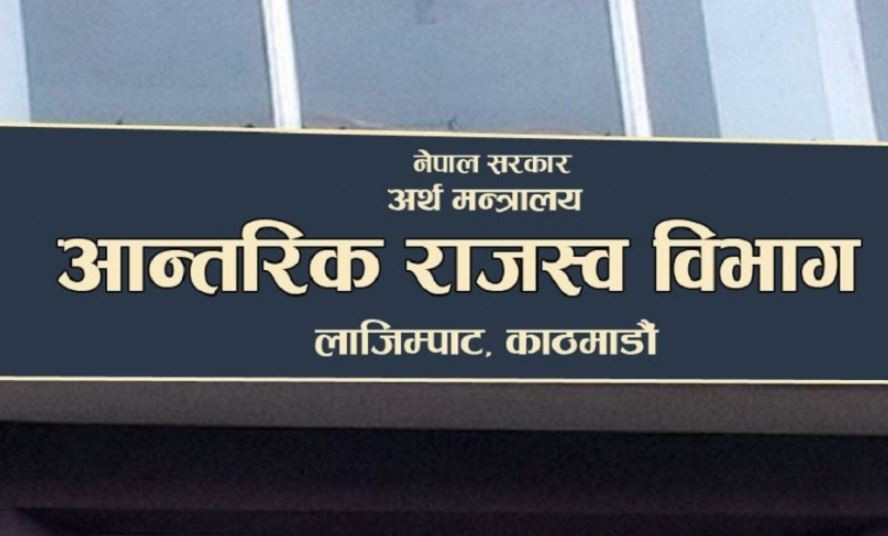 नेपाल सरकार
अर्थ मन्त्रालय
आन्तरिक राजस्व विभाग
लाजिम्पाट, काठमाडौं